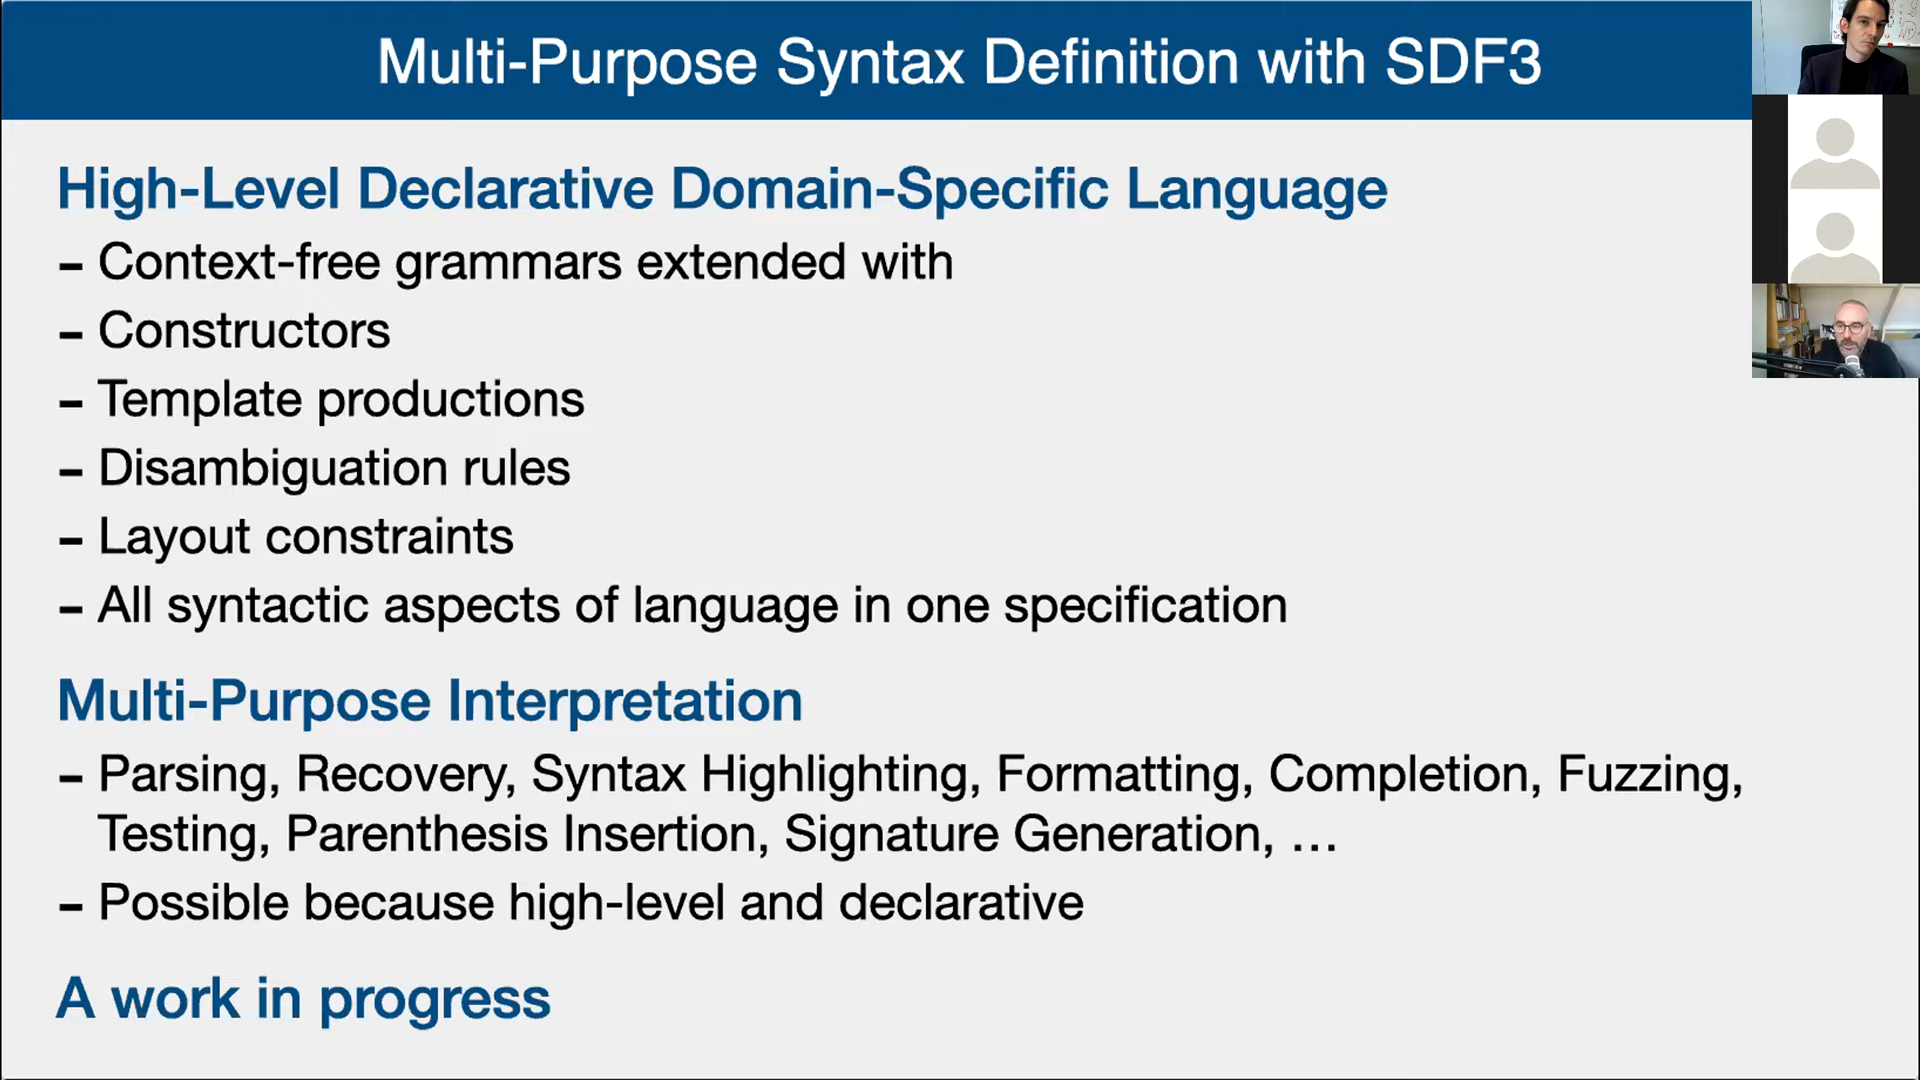 Multi-Purpose Syntax Definition with SDF3
High-Level Declarative Domain-Specific Language
– Context-free grammars extended with
– Constructors
– Template productions
– Disambiguation rules
– Layout constraints
– All syntactic aspects of language in one specification
Multi-Purpose Interpretation
– Parsing, Recovery, Syntax Highlighting, Formatting, Completion, Fuzzing,
Testing, Parenthesis Insertion, Signature Generation, …
– Possible because high-level and declarative
A work in progress